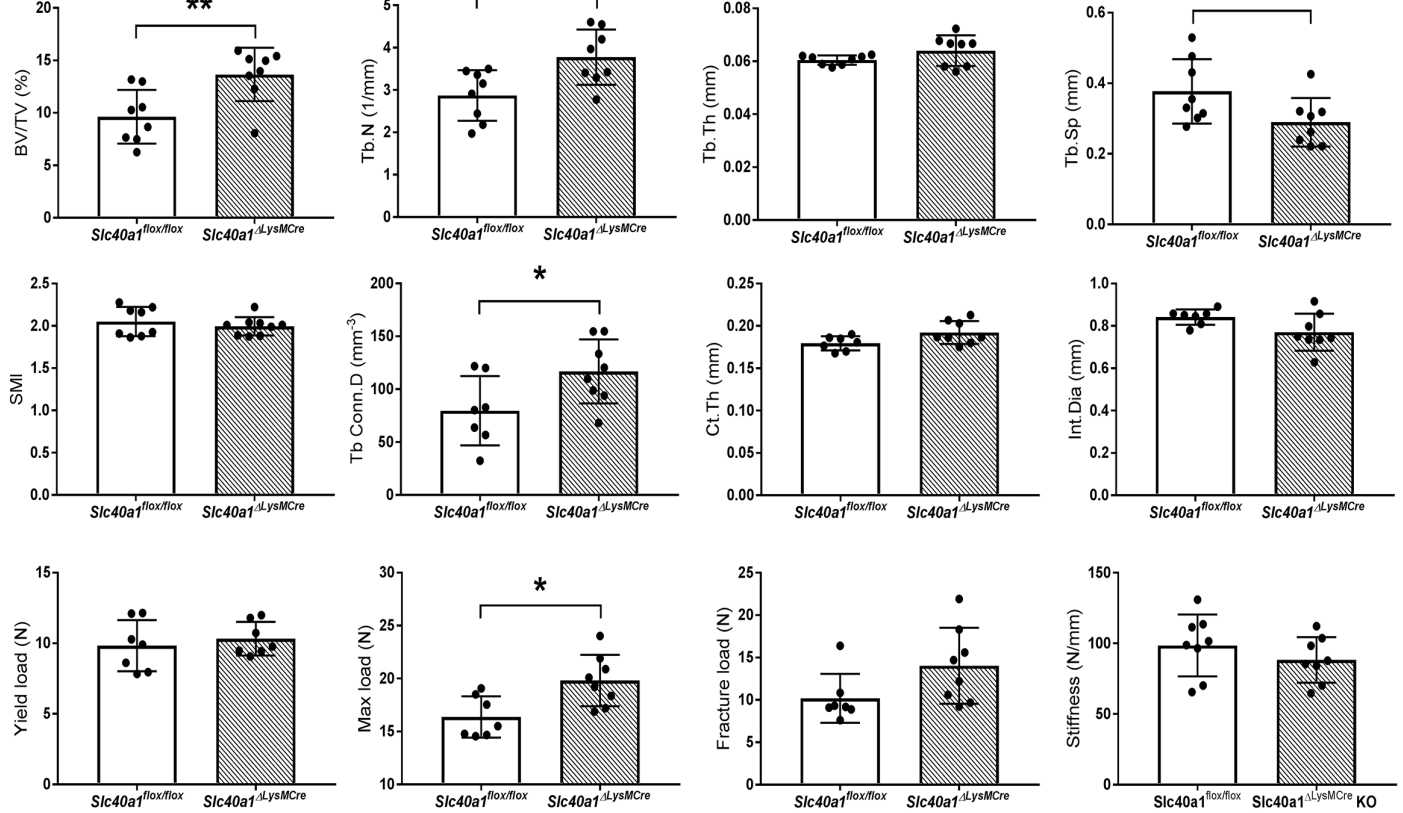 **
BV/TV (%)
20
15
10
5
0
Slc40a1flox/flox Slc40a1ΔLysMCre
Tb.N (1/mm)
5
4
3
2
1
0
Slc40a1flox/flox Slc40a1ΔLysMCre
Tb.Th (mm)
0.08
0.06
0.04
0.02
0.00
Slc40a1flox/flox Slc40a1ΔLysMCre
Tb.Sp (mm)
0.6
0.4
0.2
0.0
Slc40a1flox/flox Slc40a1ΔLysMCre
SMI
2.5
2.0
1.5
1.0
0.5
0.0
Slc40a1flox/flox Slc40a1ΔLysMCre
*
Tb Conn.D (mm-3)
200
150
100
50
0
Slc40a1flox/flox Slc40a1ΔLysMCre
Ct.Th (mm)
0.25
0.20
0.15
0.10
0.05
0.00
Slc40a1flox/flox Slc40a1ΔLysMCre
Int.Dia (mm)
1.0
0.8
0.6
0.4
0.2
0.0
Slc40a1flox/flox Slc40a1ΔLysMCre
Yield load (N)
15
10
5
0
Slc40a1flox/flox Slc40a1ΔLysMCre
*
Max load (N)
30
25
20
15
10
Slc40a1flox/flox Slc40a1ΔLysMCre
Fracture load (N)
25
20
15
10
5
0
Slc40a1flox/flox Slc40a1ΔLysMCre
Stiffness (N/mm)
150
100
50
0
Slc40a1flox/flox Slc40a1ΔLysMCre KO